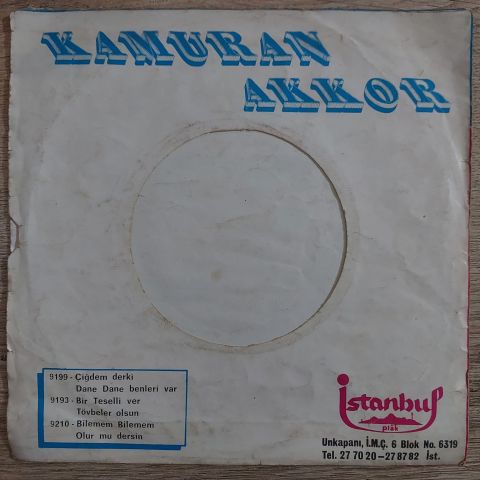 KAMURAN
AKKOR
9199 - Çiğdem derki
Dane Dane benleri var
9193 - Bir Teselli ver
Tövbeler olsun
9210 - Bilemem Bilemem
Olur mu dersin
İstanbul
plâk
Unkapanı, İ.M.Ç. 6 Blok No. 6319
Tel. 27 70 20 - 27 87 82 İst.